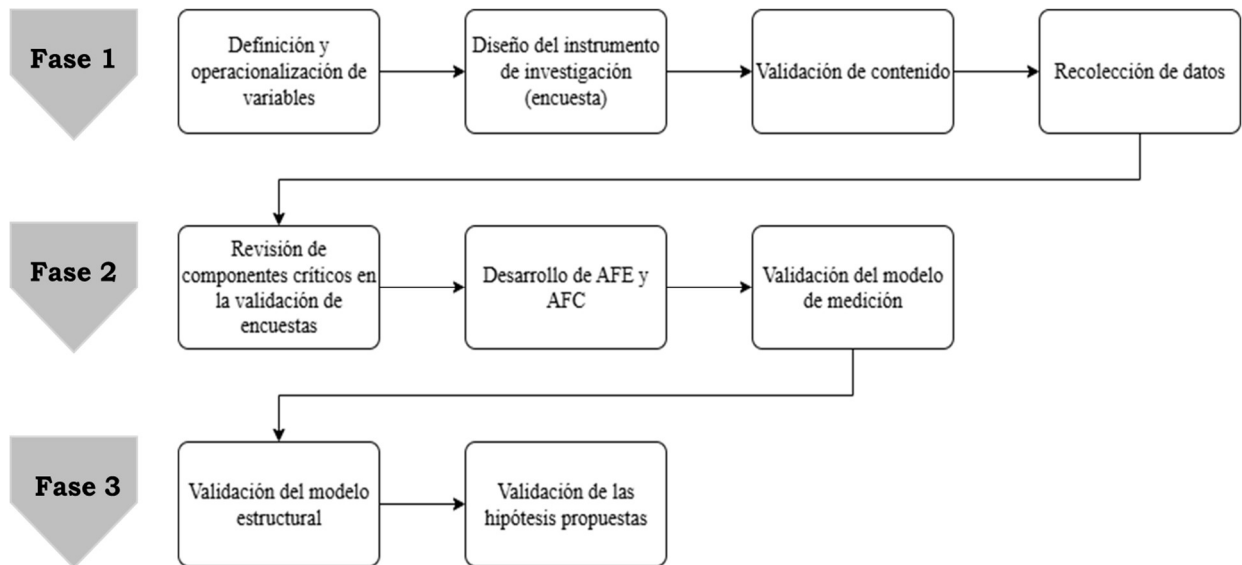 Fase 1
Definición y
operacionalización de
variables
Diseño del instrumento
de investigación
(encuesta)
Validación de contenido
Recolección de datos
Fase 2
Revisión de
componentes críticos en
la validación de
encuestas
Desarrollo de AFE y
AFC
Validación del modelo
de medición
Fase 3
Validación del modelo
estructural
Validación de las
hipótesis propuestas